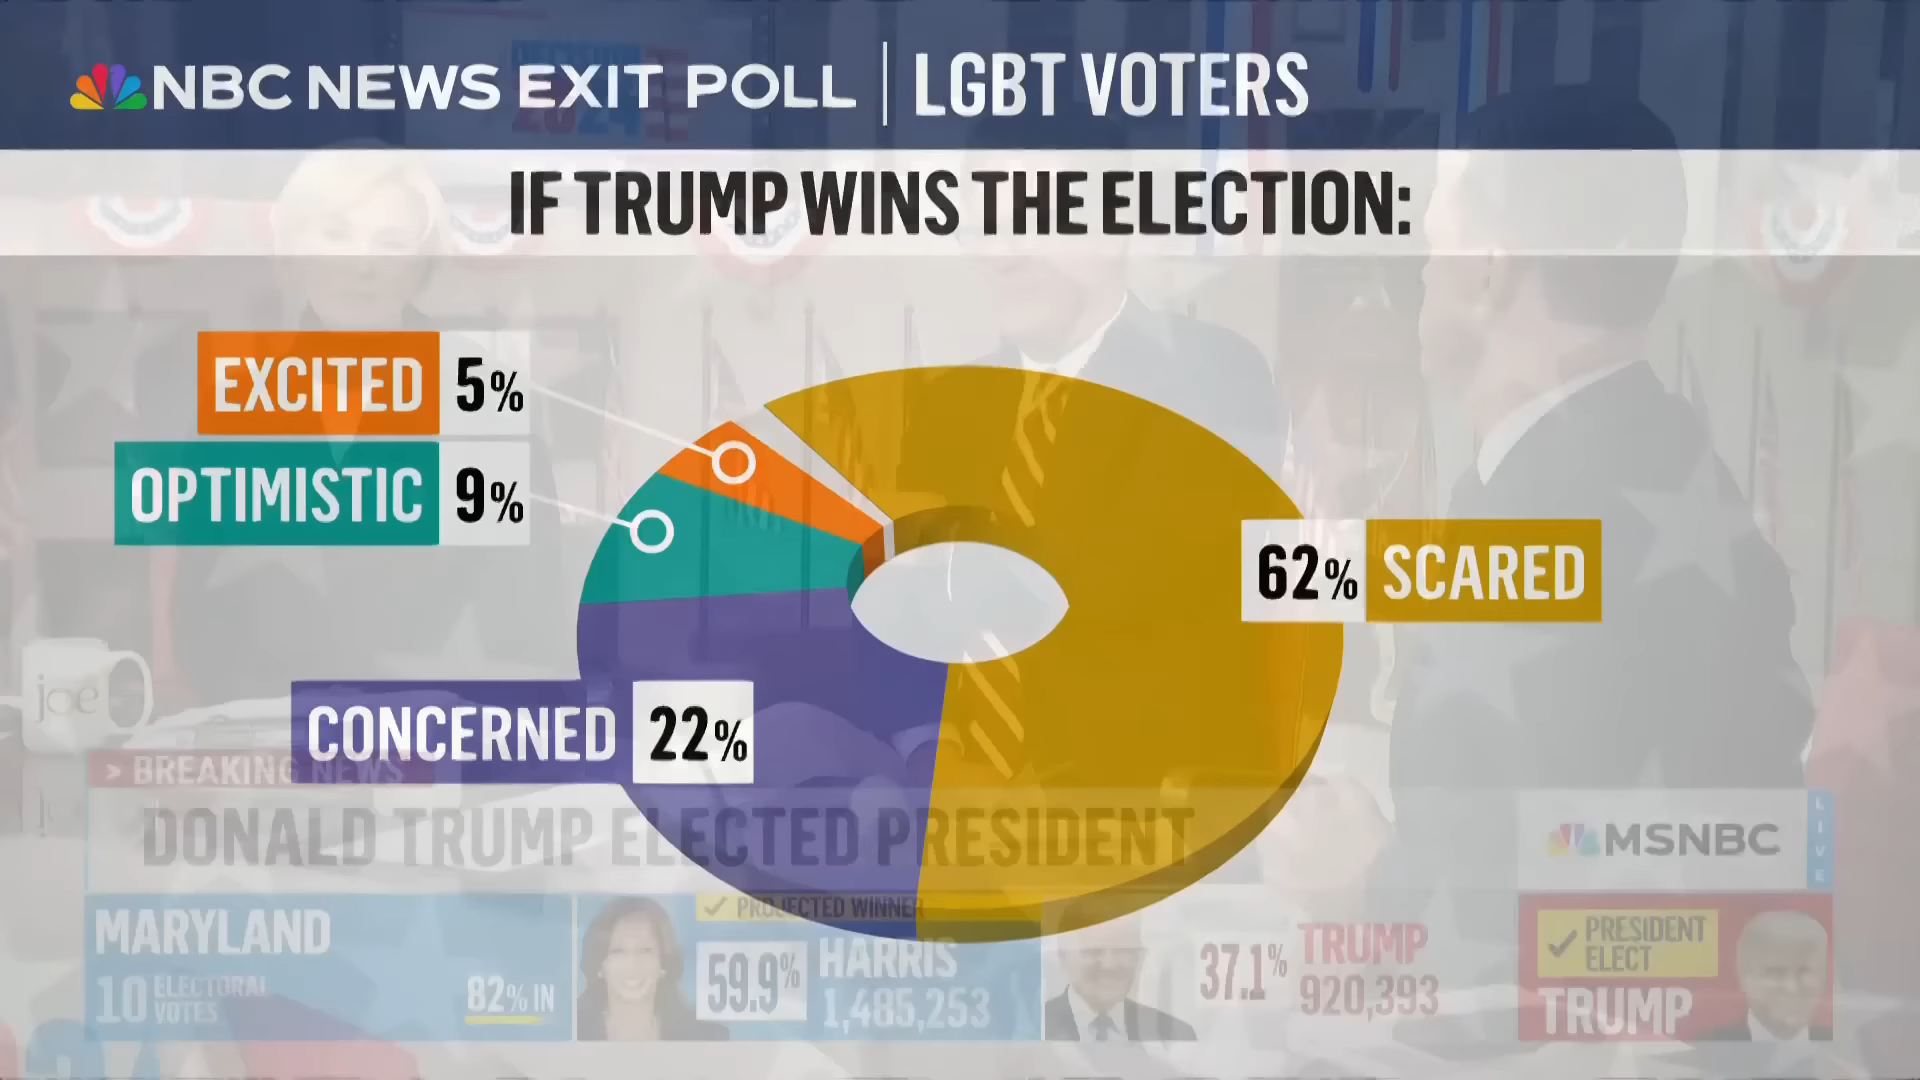 NBC NEWS EXIT POLL | LGBT VOTERS
IF TRUMP WINS THE ELECTION:
EXCITED 5%
OPTIMISTIC 9%
62% SCARED
CONCERNED 22%
joe
> BREAKING NEWS
DONALD TRUMP ELECTED PRESIDENT
MSNBC
LIVE
MARYLAND
10 ELECTORAL VOTES
82% IN
PROJECTED WINNER
59.9% HARRIS
1,485,253
37.1% TRUMP
920,393
PRESIDENT
ELECT
TRUMP